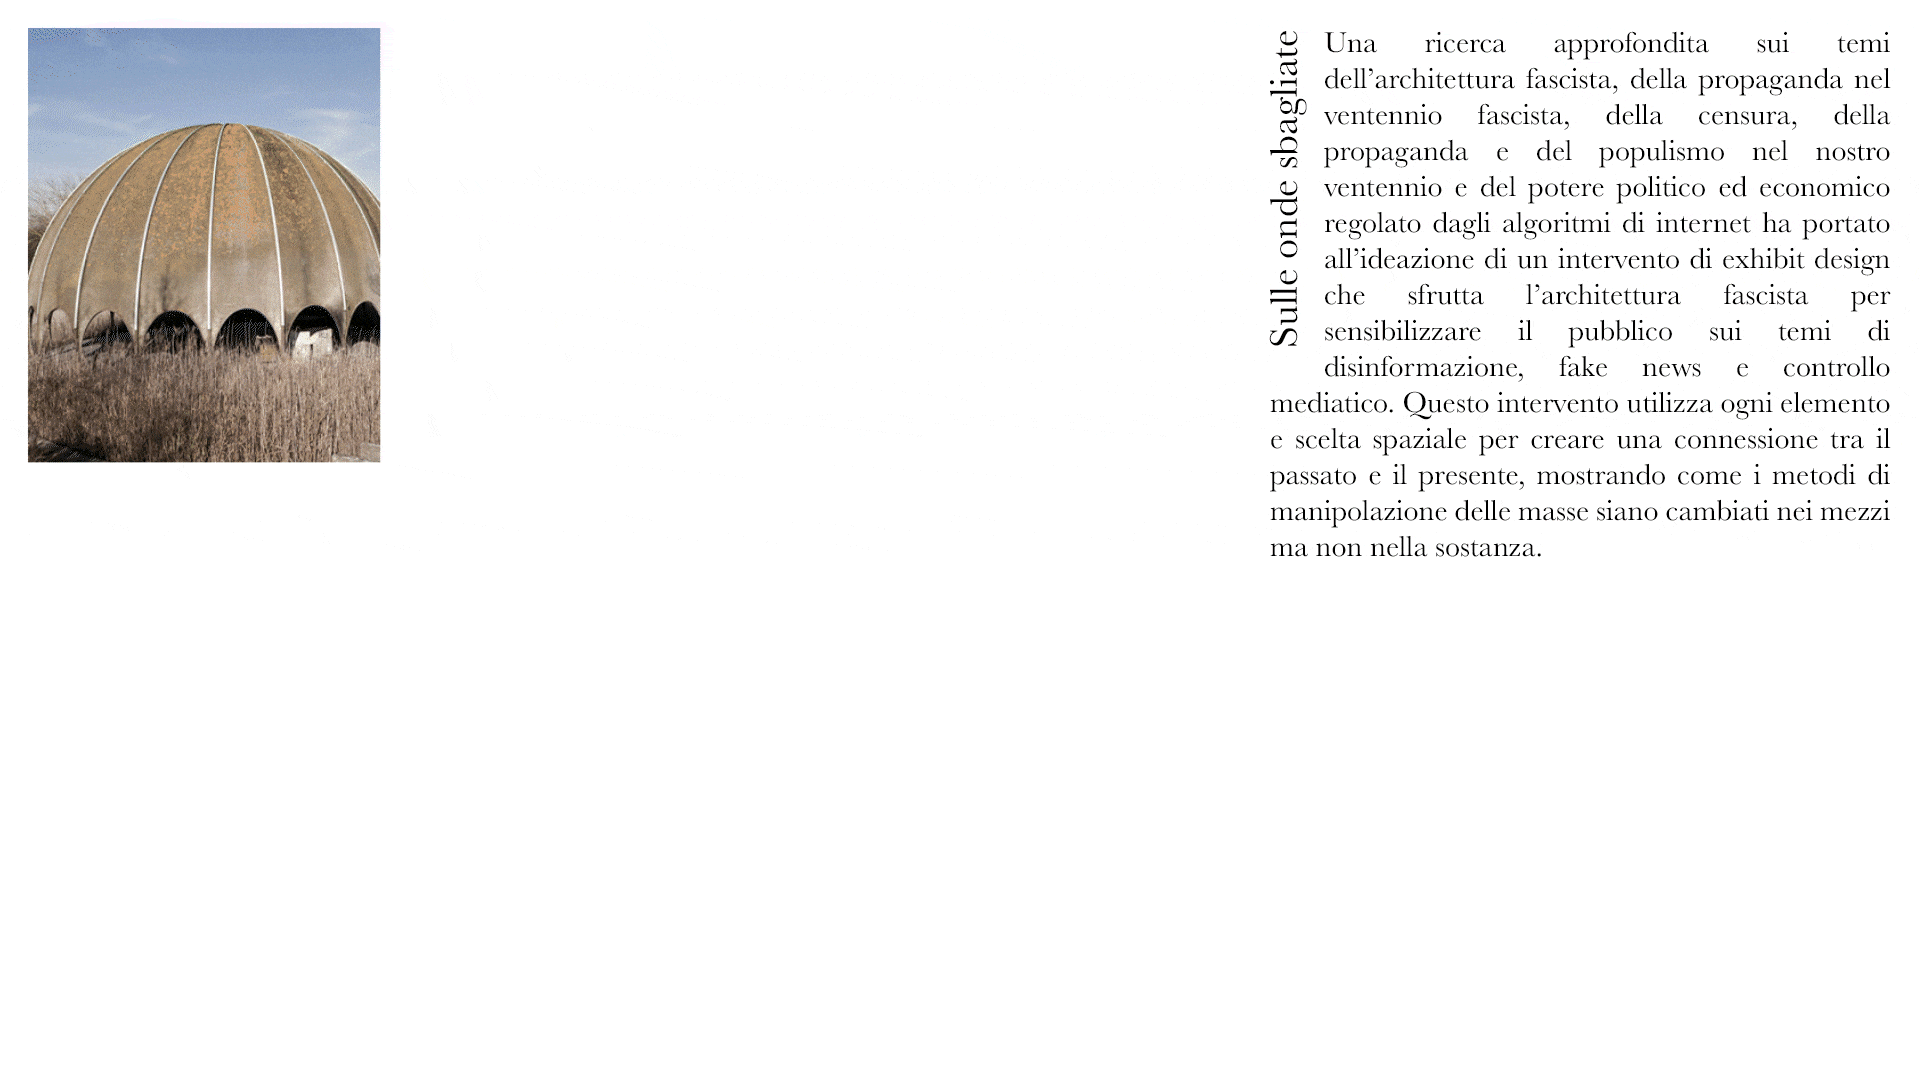 Sulle onde sbagliate
Una ricerca approfondita sui temi
dell’architettura fascista, della propaganda nel
ventennio fascista, della censura, della
propaganda e del populismo nel nostro
ventennio e del potere politico ed economico
regolato dagli algoritmi di internet ha portato
all’ideazione di un intervento di exhibit design
che sfrutta l’architettura fascista per
sensibilizzare il pubblico sui temi di
disinformazione, fake news e controllo
mediatico. Questo intervento utilizza ogni elemento
e scelta spaziale per creare una connessione tra il
passato e il presente, mostrando come i metodi di
manipolazione delle masse siano cambiati nei mezzi
ma non nella sostanza.